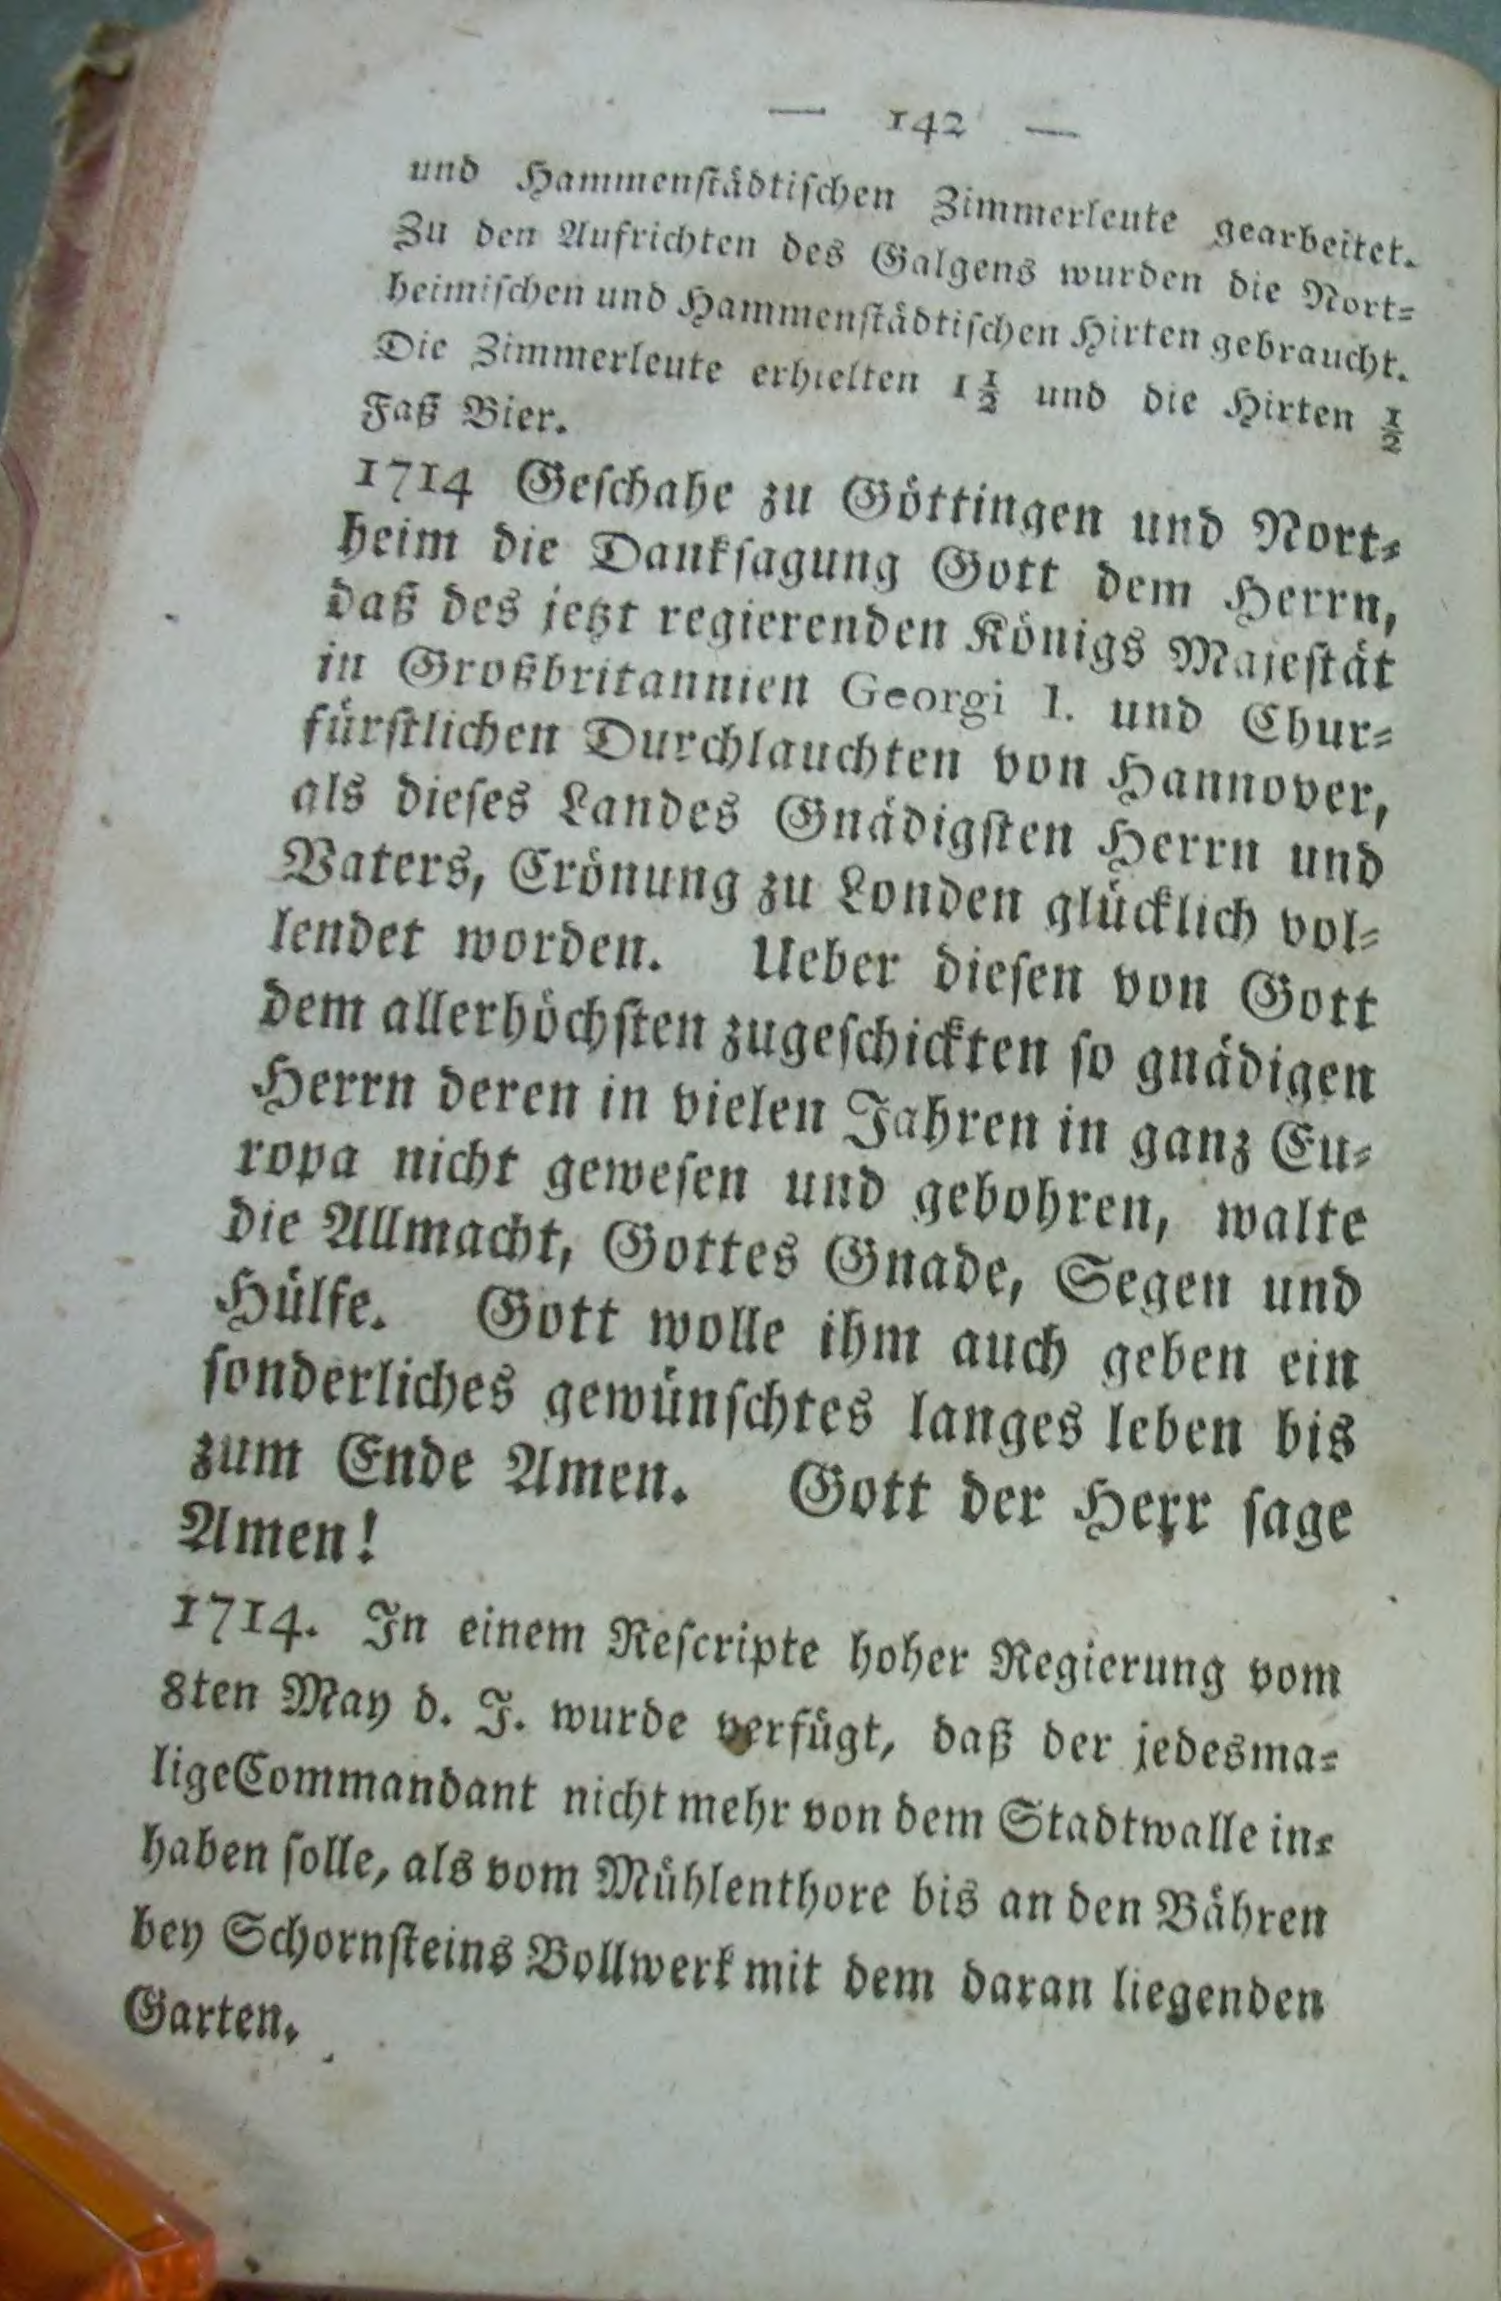 — 142 —
und Hammenſtädtiſchen Zimmerleute gearbeitet.
Zu den Aufrichten des Galgens wurden die Nort-
heimiſchen und Hammenſtädtiſchen Hirten gebraucht.
Die Zimmerleute erhielten 1½ und die Hirten ½
Faß Bier.
1714 Geſchahe zu Göttingen und Nort-
heim die Dankſagung Gott dem Herrn,
daß des jetzt regierenden Königs Majeſtät
in Großbritannien Georgi I. und Chur-
fürſtlichen Durchlauchten von Hannover,
als dieſes Landes Gnädigſten Herrn und
Vaters, Crönung zu Londen glücklich vol-
lendet worden. Ueber dieſen von Gott
dem allerhöchſten zugeſchickten ſo gnädigen
Herrn deren in vielen Jahren in ganz Eu-
ropa nicht geweſen und gebohren, walte
die Allmacht, Gottes Gnade, Segen und
Hülfe. Gott wolle ihm auch geben ein
ſonderliches gewünſchtes langes leben bis
zum Ende Amen. Gott der Herr ſage
Amen!
1714. In einem Reſcripte hoher Regierung vom
8ten May d. J. wurde verfügt, daß der jedesma-
lige Commandant nicht mehr von dem Stadtwalle in-
haben ſolle, als vom Mühlenthore bis an den Bähren
bey Schornſteins Bollwerk mit dem daran liegenden
Garten.